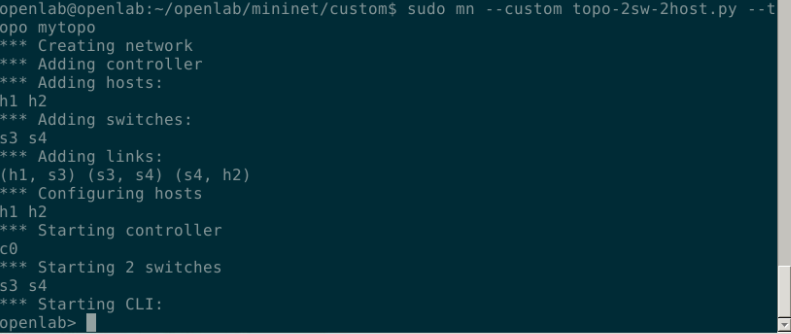 openlab@openlab:~/openlab/mininet/custom$ sudo mn --custom topo-2sw-2host.py --t
opo mytopo
*** Creating network
*** Adding controller
*** Adding hosts:
h1 h2
*** Adding switches:
s3 s4
*** Adding links:
(h1, s3) (s3, s4) (s4, h2)
*** Configuring hosts
h1 h2
*** Starting controller
c0
*** Starting 2 switches
s3 s4
*** Starting CLI:
openlab>